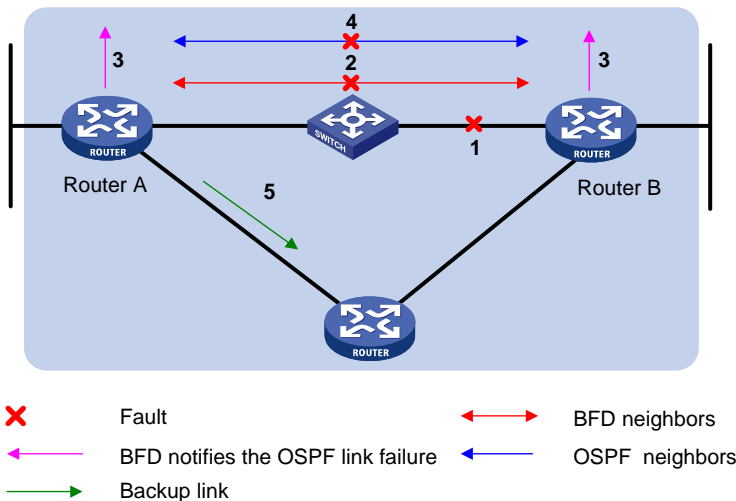 4
3
2
3
SWITCH
1
ROUTER
ROUTER
Router A
Router B
5
ROUTER
Fault
BFD neighbors
BFD notifies the OSPF link failure
OSPF neighbors
Backup link